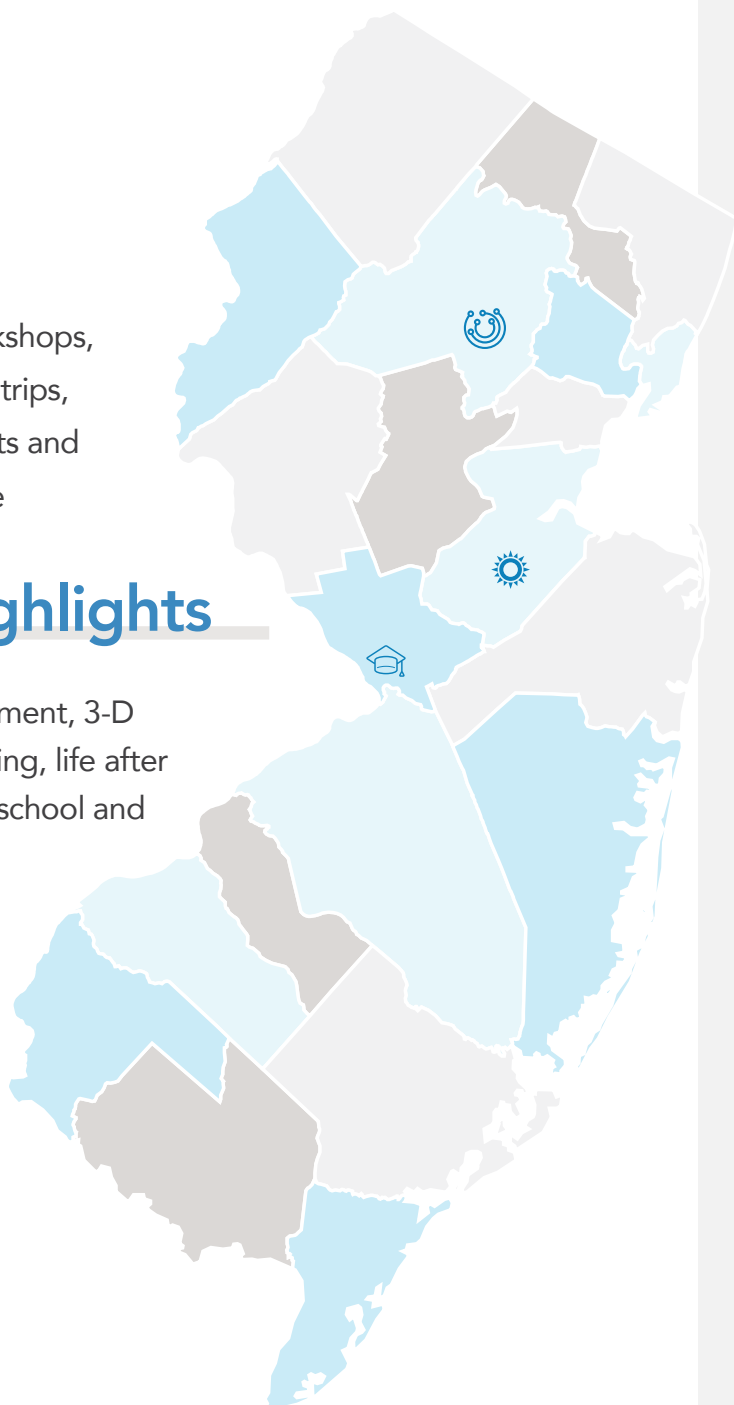 kshops,
trips,
ts and
e
ghlights
ment, 3-D
ing, life after
school and